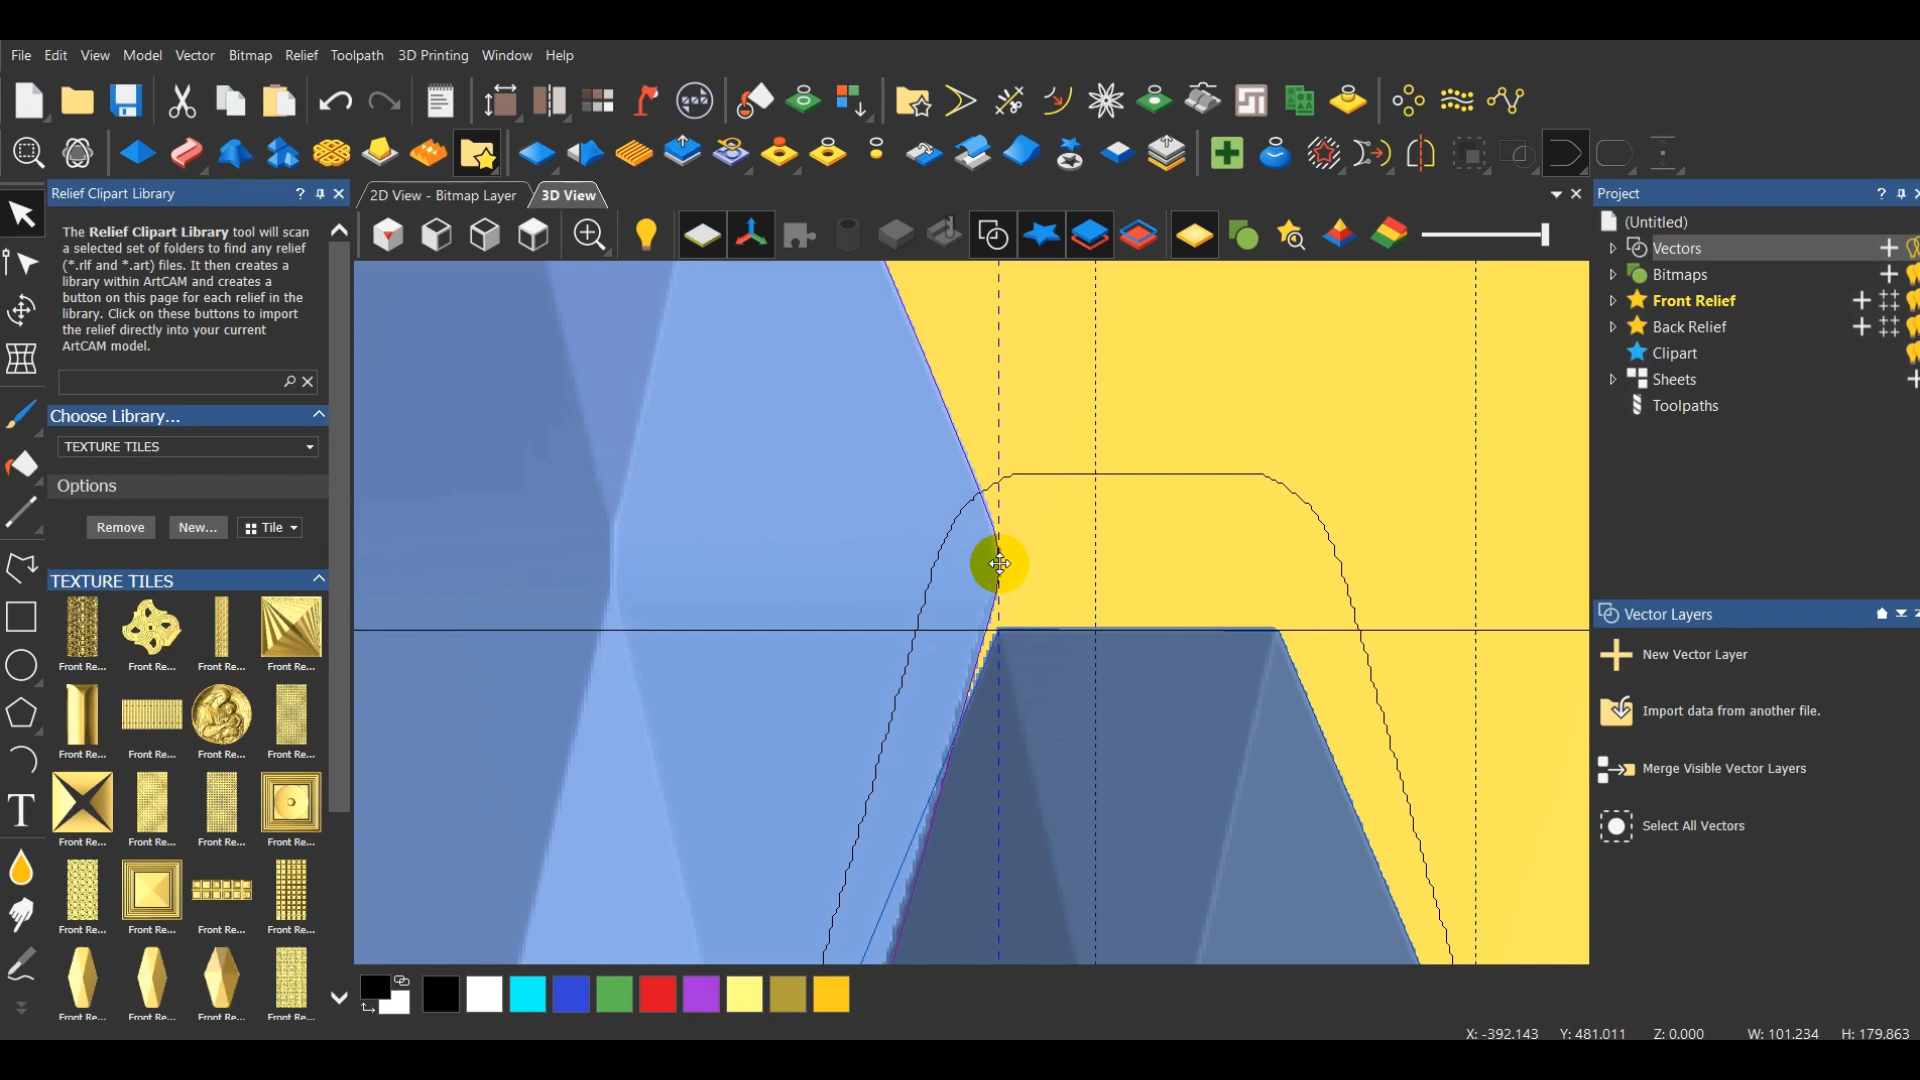 File Edit View Model Vector Bitmap Relief Toolpath 3D Printing Window Help
Relief Clipart Library ?
2D View - Bitmap Layer
3D View
Project ?
The Relief Clipart Library tool will scan
a selected set of folders to find any relief
(*.rlf and *.art) files. It then creates a
library within ArtCAM and creates a
button on this page for each relief in the
library. Click on these buttons to import
the relief directly into your current
ArtCAM model.
Choose Library...
TEXTURE TILES
Options
Remove New... Tile
TEXTURE TILES
Front Re... Front Re... Front Re... Front Re...
Front Re... Front Re... Front Re... Front Re...
Front Re... Front Re... Front Re... Front Re...
Front Re... Front Re... Front Re... Front Re...
Front Re... Front Re... Front Re... Front Re...
(Untitled)
Vectors
Bitmaps
Front Relief
Back Relief
Clipart
Sheets
Toolpaths
Vector Layers
New Vector Layer
Import data from another file.
Merge Visible Vector Layers
Select All Vectors
T
X: -392.143 Y: 481.011 Z: 0.000 W: 101.234 H: 179.863